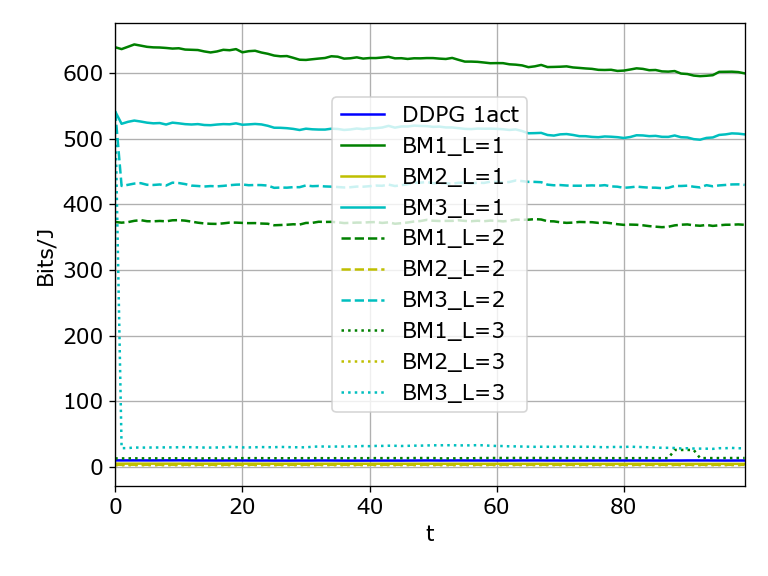 600
500
400
300
200
100
0
Bits/J
DDPG 1act
BM1_L=1
BM2_L=1
BM3_L=1
BM1_L=2
BM2_L=2
BM3_L=2
BM1_L=3
BM2_L=3
BM3_L=3
0 20 40 60 80
t